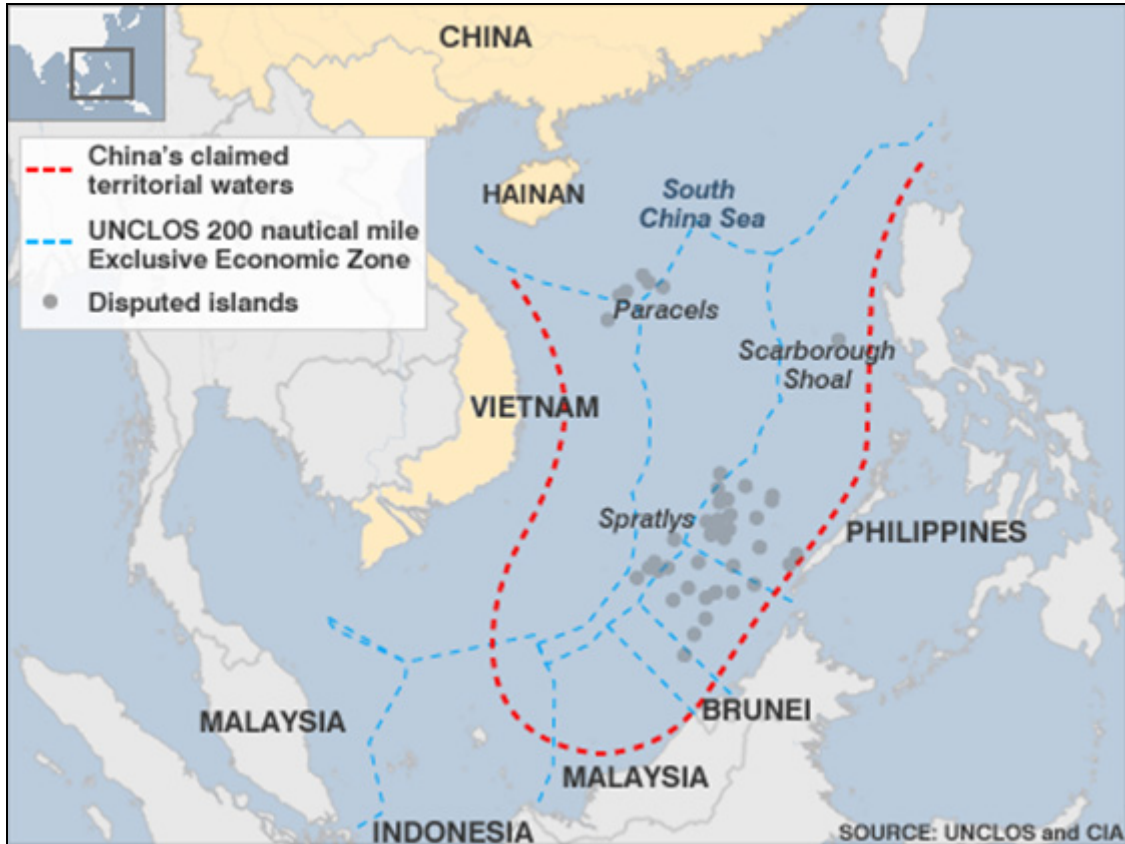 CHINA
China's claimed
territorial waters
UNCLOS 200 nautical mile
Exclusive Economic Zone
Disputed islands
HAINAN
South
China Sea
Paracels
Scarborough
Shoal
VIETNAM
Spratlys
PHILIPPINES
MALAYSIA
BRUNEI
MALAYSIA
INDONESIA
SOURCE: UNCLOS and CIA